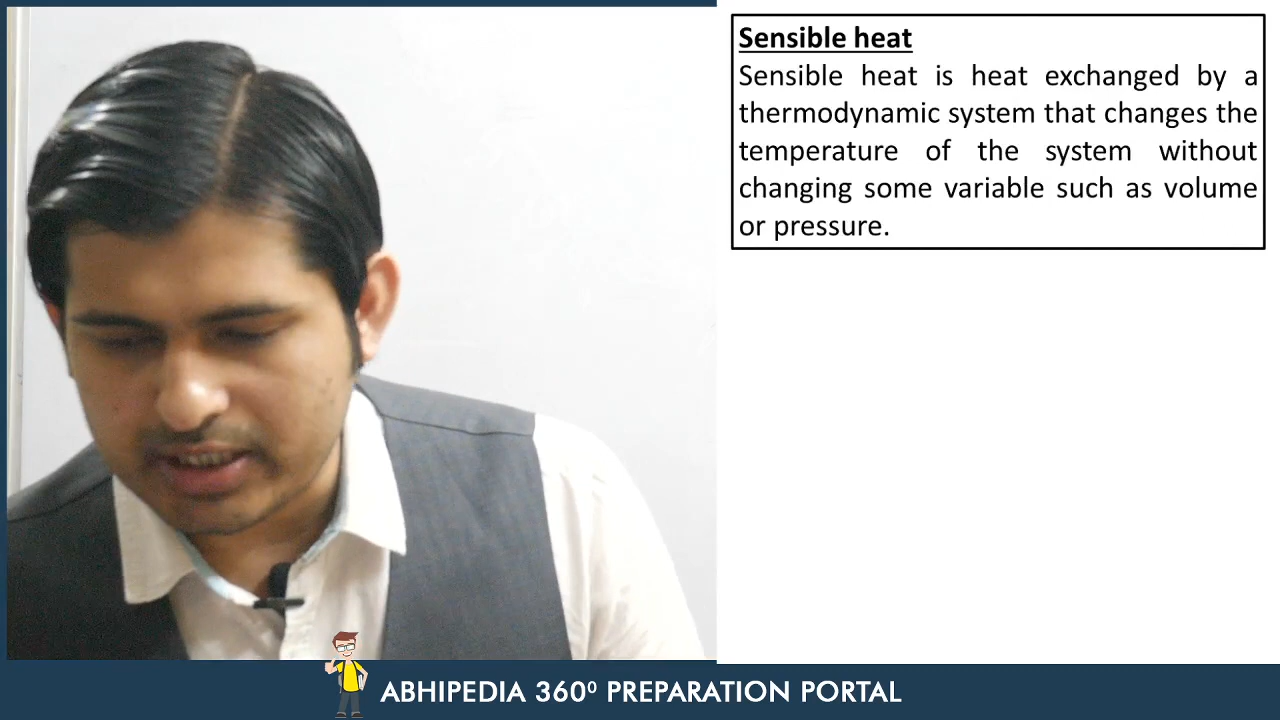 Sensible heat
Sensible heat is heat exchanged by a
thermodynamic system that changes the
temperature of the system without
changing some variable such as volume
or pressure.
ABHIPEDIA 360⁰ PREPARATION PORTAL